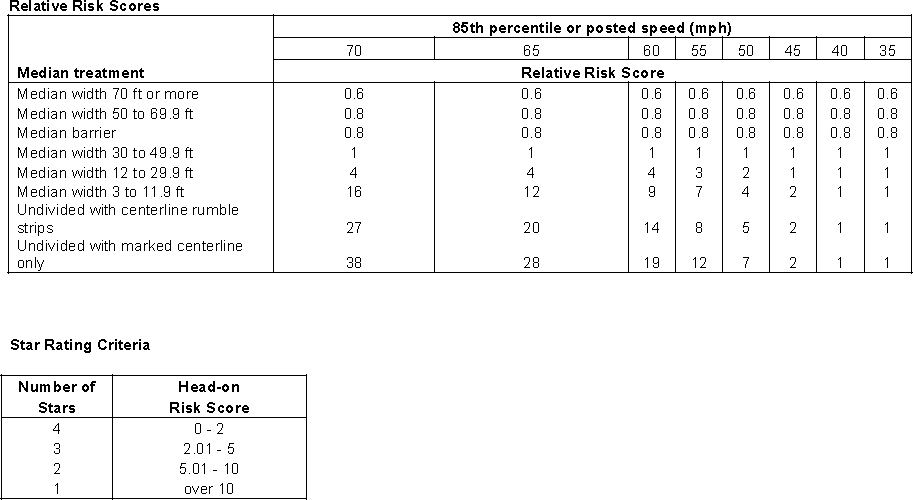 Relative Risk Scores
85th percentile or posted speed (mph)
70 65 60 55 50 45 40 35
Median treatment Relative Risk Score
Median width 70 ft or more 0.6 0.6 0.6 0.6 0.6 0.6 0.6 0.6
Median width 50 to 69.9 ft 0.8 0.8 0.8 0.8 0.8 0.8 0.8 0.8
Median barrier 0.8 0.8 0.8 0.8 0.8 0.8 0.8 0.8
Median width 30 to 49.9 ft 1 1 1 1 1 1 1 1
Median width 12 to 29.9 ft 4 4 4 3 2 1 1 1
Median width 3 to 11.9 ft 16 12 9 7 4 2 1 1
Undivided with centerline rumble
strips 27 20 14 8 5 2 1 1
Undivided with marked centerline
only 38 28 19 12 7 2 1 1
Star Rating Criteria
Number of Head-on
Stars Risk Score
4 0 - 2
3 2.01 - 5
2 5.01 - 10
1 over 10